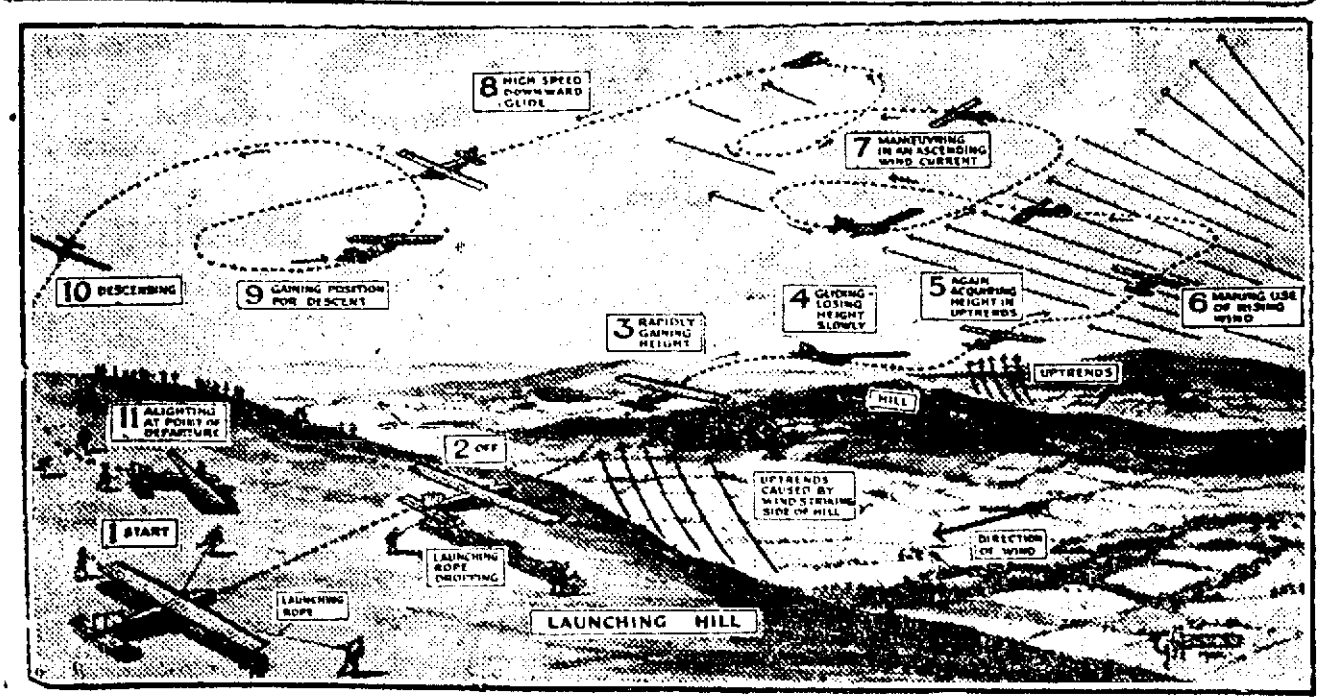 8 HIGH SPEED
DOWNWARD
GLIDE
7 MANEUVRING
IN AN ASCENDING
WIND CURRENT
10 DESCENDING
9 GAINING POSITION
FOR DESCENT
4 GLIDING -
LOSING
HEIGHT
SLOWLY
5 AGAIN
ACQUIRING
HEIGHT IN
UPTRENDS
6 MAKING USE
OF RISING
WIND
3 RAPIDLY
GAINING
HEIGHT
UPTRENDS
HILL
11 ALIGHTING
AT POINT OF
DEPARTURE
2 OFF
UPTRENDS
CAUSED BY
WIND STRIKING
SIDE OF HILL
1 START
DIRECTION
OF WIND
LAUNCHING
ROPE
DROPPING
LAUNCHING
ROPE
LAUNCHING HILL